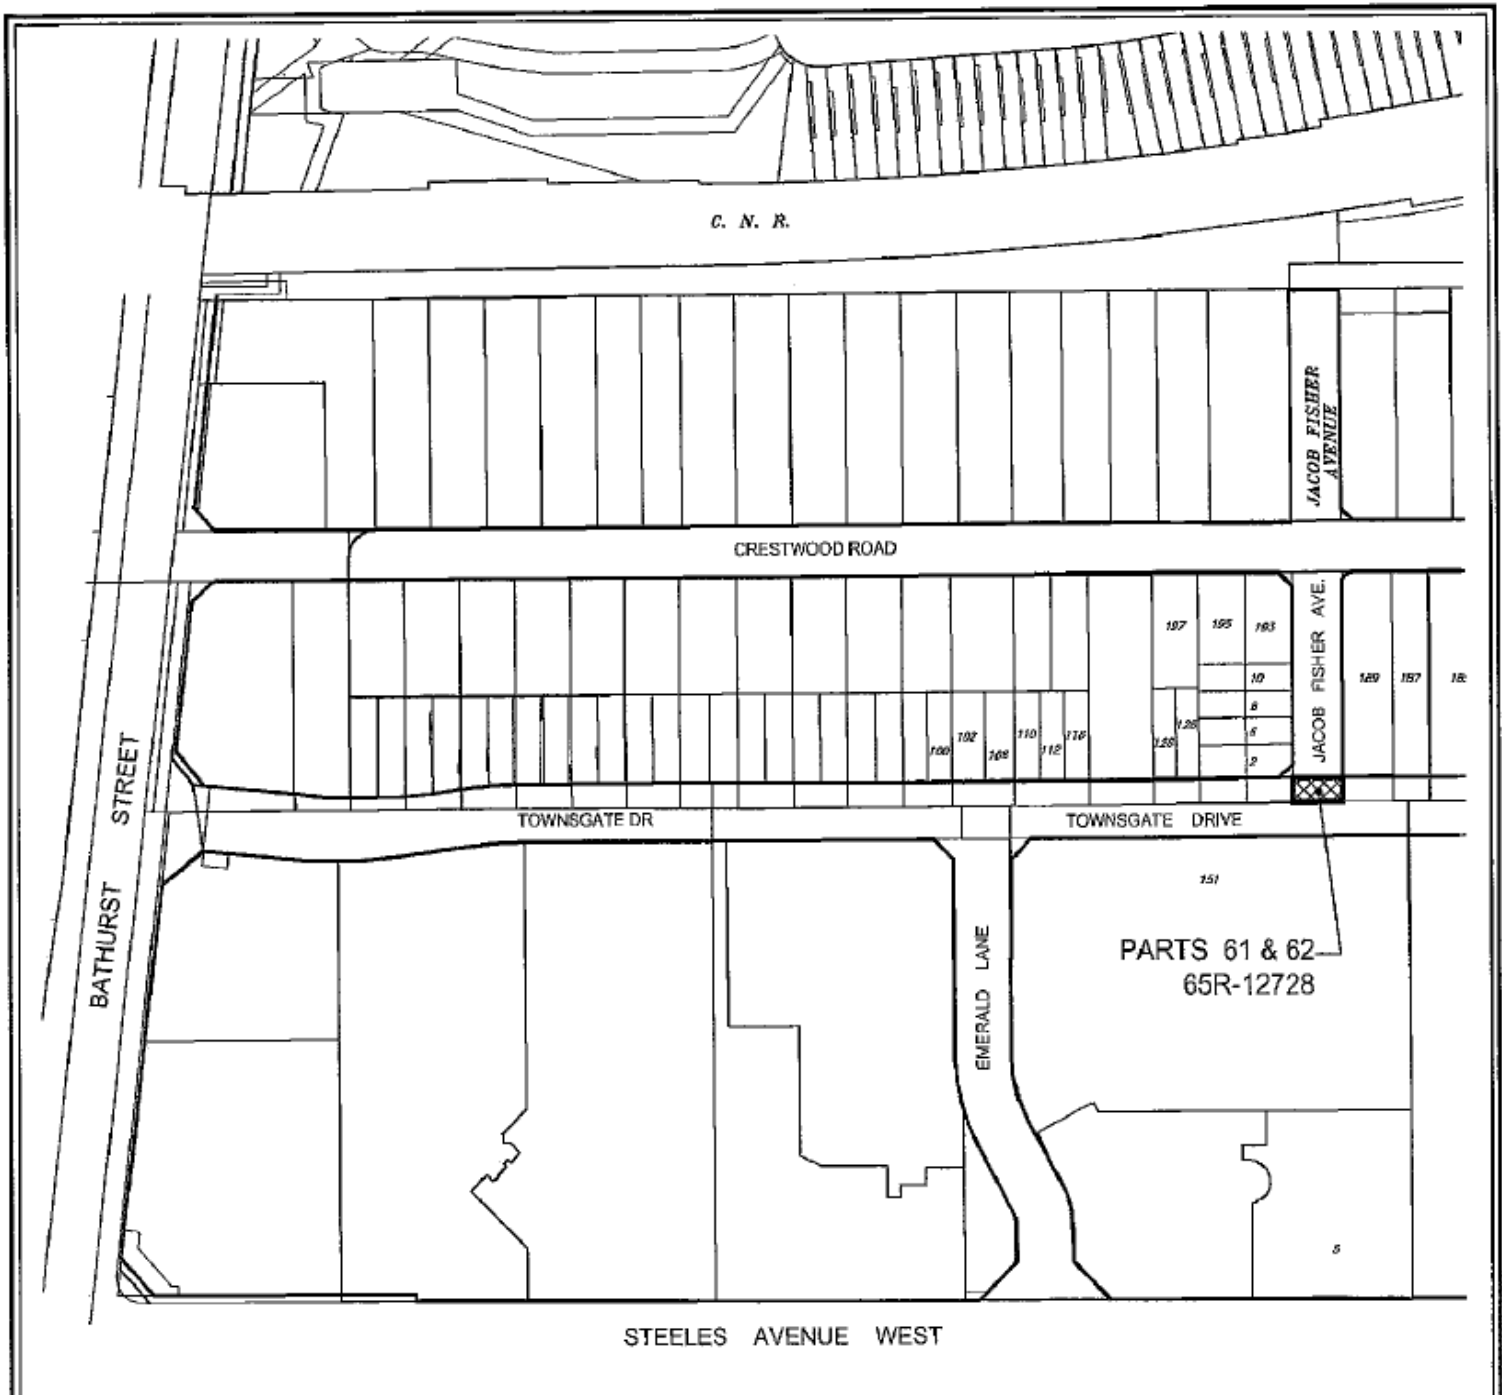 C. N. R.
JACOB FISHER
AVENUE
CRESTWOOD ROAD
197
195
193
10
8
6
2
JACOB FISHER AVE.
189
187
100
102
108
110
112
116
126
128
BATHURST STREET
TOWNSGATE DR
TOWNSGATE DRIVE
151
EMERALD LANE
PARTS 61 & 62
65R-12728
5
STEELES AVENUE WEST